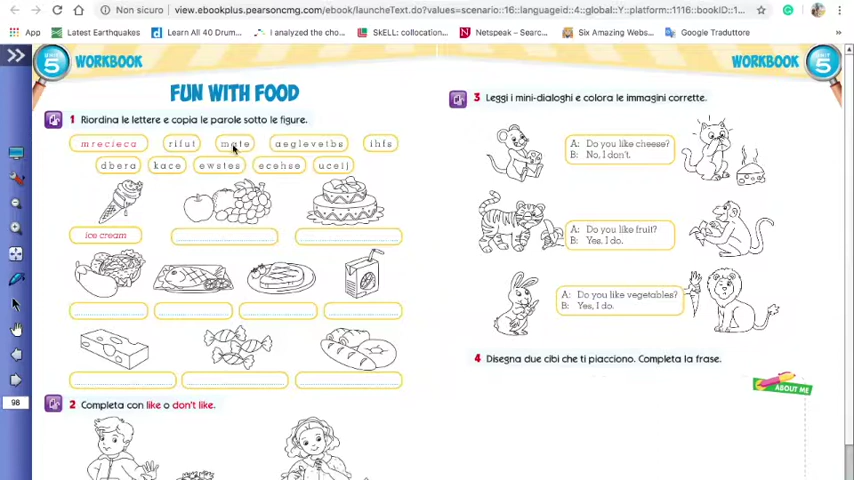 Non sicuro
view.ebookplus.pearsoncmg.com/ebook/launcheText.do?values=scenario::16::languageid::4::global::Y::platform::1116::bookID::1...
App
Latest Earthquakes
Learn All 40 Drum...
I analyzed the cho...
SkELL: collocation...
Netspeak – Searc...
Six Amazing Webs...
Google Traduttore
UNIT 5 WORKBOOK
WORKBOOK UNIT 5
FUN WITH FOOD
1 Riordina le lettere e copia le parole sotto le figure.
mrecieca rifut mate aeglevetbs ihfs
dbera kace ewstes ecehse uceij
ice cream
2 Completa con like o don't like.
3 Leggi i mini-dialoghi e colora le immagini corrette.
A: Do you like cheese?
B: No, I don't.
A: Do you like fruit?
B: Yes, I do.
A: Do you like vegetables?
B: Yes, I do.
4 Disegna due cibi che ti piacciono. Completa la frase.
ABOUT ME
98